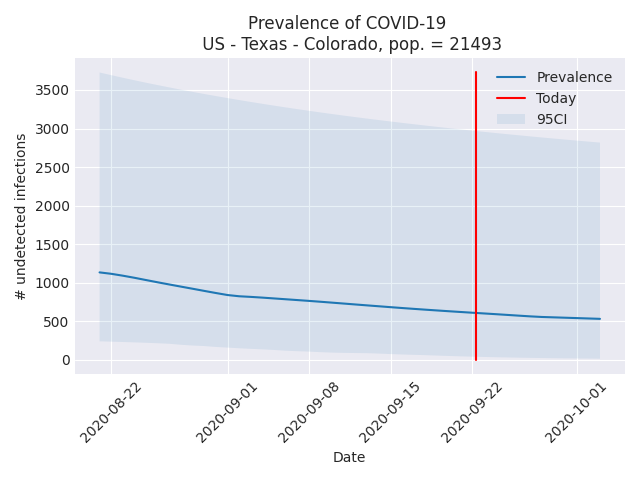 Prevalence of COVID-19
US - Texas - Colorado, pop. = 21493
Prevalence
Today
95CI
# undetected infections
3500
3000
2500
2000
1500
1000
500
0
2020-08-22
2020-09-01
2020-09-08
2020-09-15
2020-09-22
2020-10-01
Date